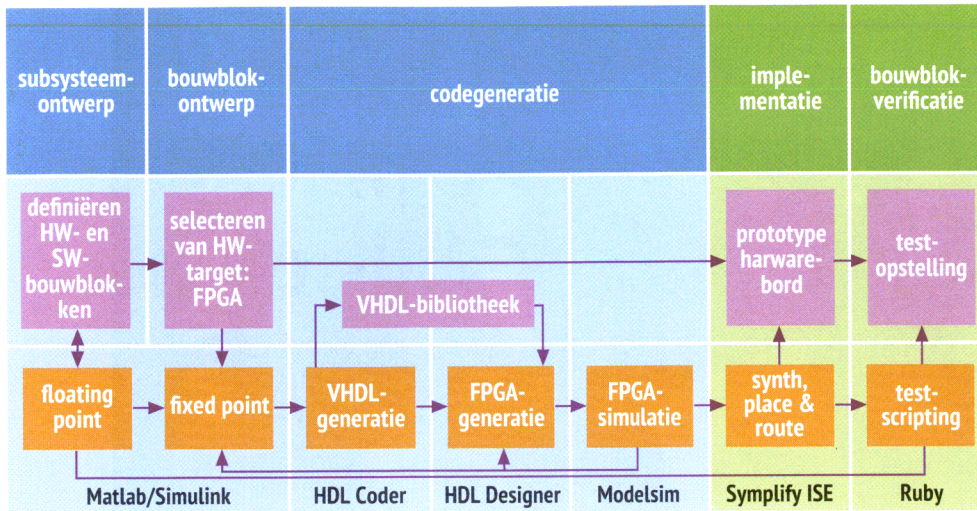 subsysteem-
ontwerp
bouwblok-
ontwerp
codegeneratie
imple-
mentatie
bouwblok-
verificatie
definiëren
HW- en
SW-
bouwblok-
ken
selecteren
van HW-
target:
FPGA
VHDL-bibliotheek
prototype
harware-
bord
test-
opstelling
floating
point
fixed point
VHDL-
generatie
FPGA-
generatie
FPGA-
simulatie
synth,
place &
route
test-
scripting
Matlab/Simulink
HDL Coder
HDL Designer
Modelsim
Symplify ISE
Ruby